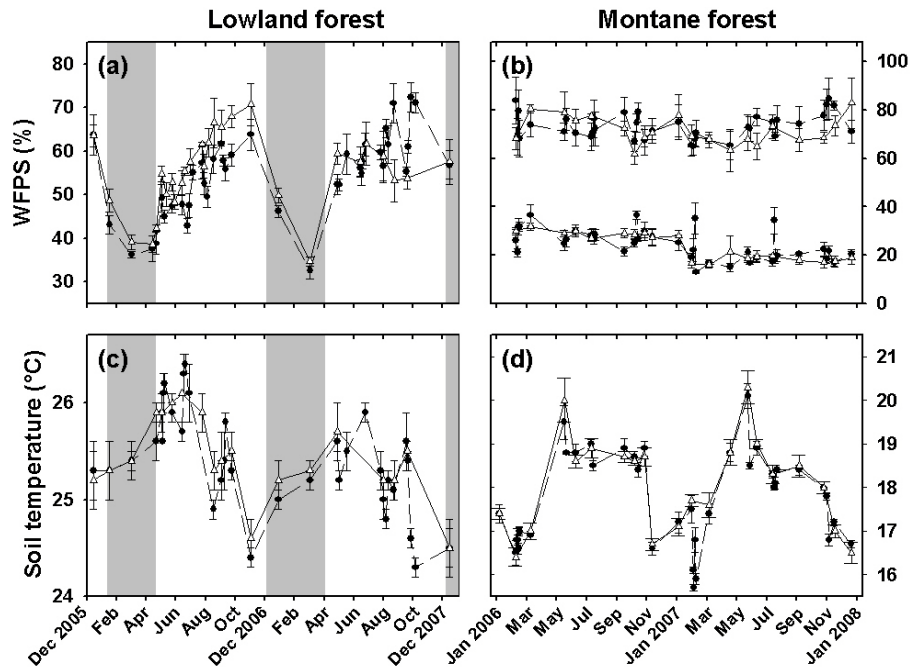 Lowland forest
Montane forest
(a)
WFPS (%)
80
70
60
50
40
30
(b)
100
80
60
40
20
0
(c)
Soil temperature (°C)
26
25
24
Dec 2005
Feb
Apr
Jun
Aug
Oct
Dec 2006
Feb
Apr
Jun
Aug
Oct
Dec 2007
(d)
21
20
19
18
17
16
Jan 2006
Mar
May
Jul
Sep
Nov
Jan 2007
Mar
May
Jul
Sep
Nov
Jan 2008